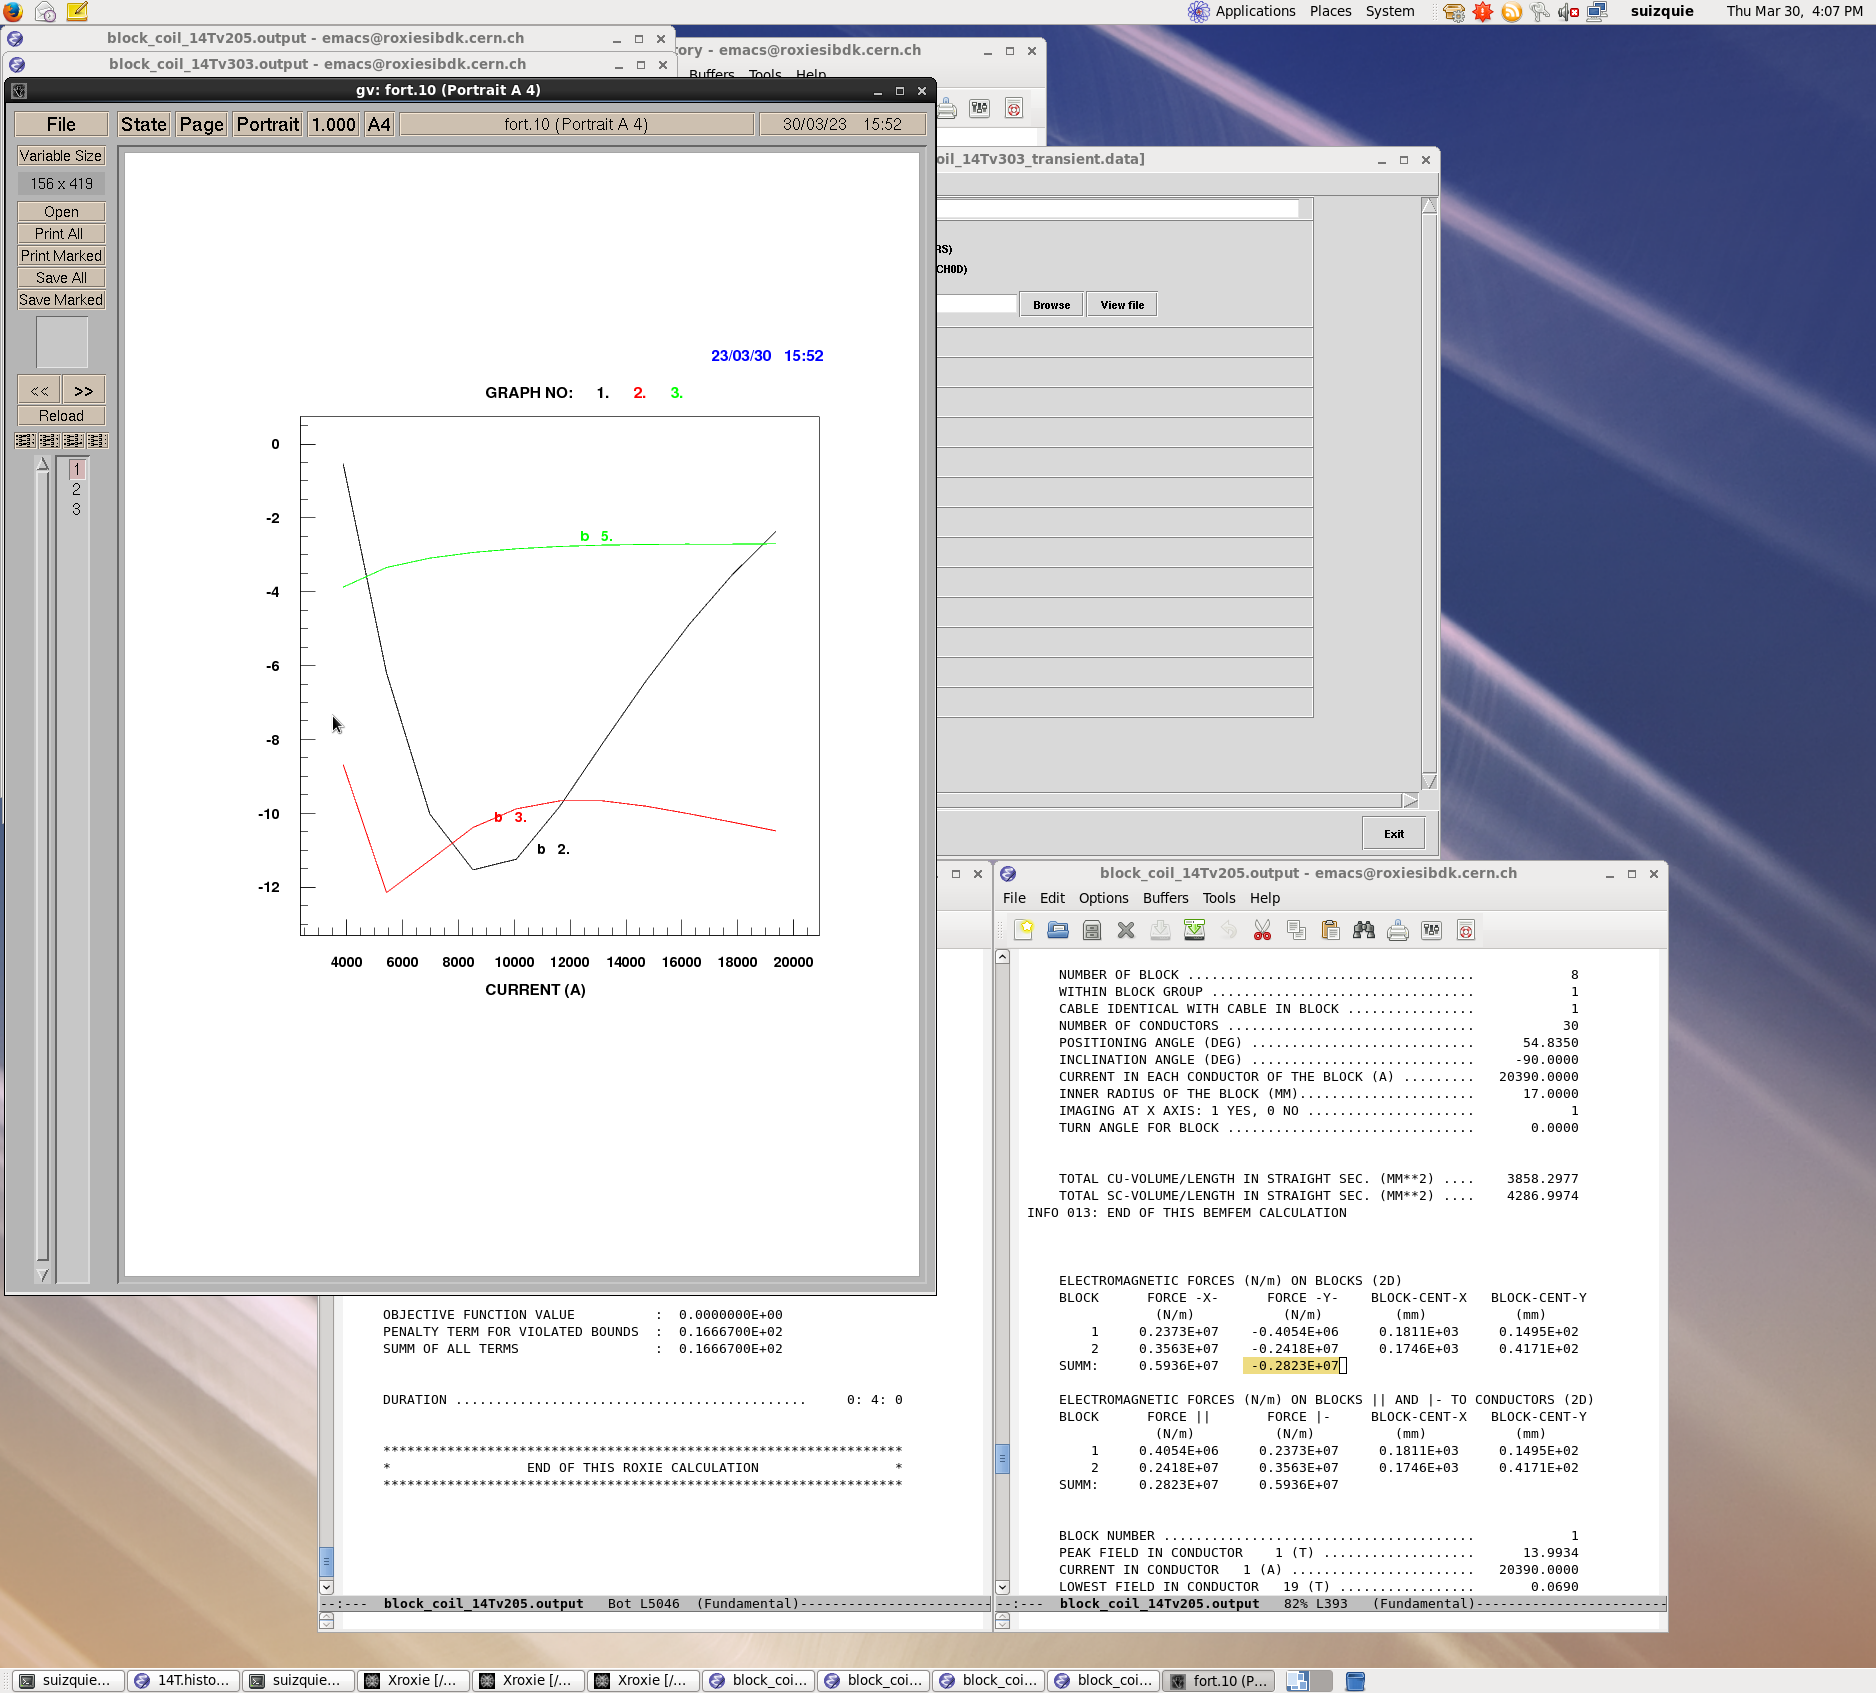 Applications Places System suizquie Thu Mar 30, 4:07 PM
block_coil_14Tv205.output - emacs@roxiesibdk.cern.ch
ory - emacs@roxiesibdk.cern.ch
block_coil_14Tv303.output - emacs@roxiesibdk.cern.ch
Buffers Tools Help
gv: fort.10 (Portrait A 4)
File State Page Portrait 1.000 A4 fort.10 (Portrait A 4) 30/03/23 15:52
Variable Size
156 x 419
Open
Print All
Print Marked
Save All
Save Marked
<< >>
Reload
1
2
3
23/03/30 15:52
GRAPH NO: 1. 2. 3.
0
-2
-4
-6
-8
-10
-12
b 5.
b 3.
b 2.
4000 6000 8000 10000 12000 14000 16000 18000 20000
CURRENT (A)
oil_14Tv303_transient.data]
RS)
CH0D)
Browse View file
Exit
OBJECTIVE FUNCTION VALUE : 0.0000000E+00
PENALTY TERM FOR VIOLATED BOUNDS : 0.1666700E+02
SUMM OF ALL TERMS : 0.1666700E+02
DURATION ............................................ 0: 4: 0
*****************************************************************
* END OF THIS ROXIE CALCULATION *
*****************************************************************
--:--- block_coil_14Tv205.output Bot L5046 (Fundamental)------------------------
block_coil_14Tv205.output - emacs@roxiesibdk.cern.ch
File Edit Options Buffers Tools Help
NUMBER OF BLOCK .................................... 8
WITHIN BLOCK GROUP ................................. 1
CABLE IDENTICAL WITH CABLE IN BLOCK ................ 1
NUMBER OF CONDUCTORS ............................... 30
POSITIONING ANGLE (DEG) ............................ 54.8350
INCLINATION ANGLE (DEG) ............................ -90.0000
CURRENT IN EACH CONDUCTOR OF THE BLOCK (A) ......... 20390.0000
INNER RADIUS OF THE BLOCK (MM)...................... 17.0000
IMAGING AT X AXIS: 1 YES, 0 NO ..................... 1
TURN ANGLE FOR BLOCK ............................... 0.0000
TOTAL CU-VOLUME/LENGTH IN STRAIGHT SEC. (MM**2) .... 3858.2977
TOTAL SC-VOLUME/LENGTH IN STRAIGHT SEC. (MM**2) .... 4286.9974
INFO 013: END OF THIS BEMFEM CALCULATION
ELECTROMAGNETIC FORCES (N/m) ON BLOCKS (2D)
BLOCK FORCE -X- FORCE -Y- BLOCK-CENT-X BLOCK-CENT-Y
(N/m) (N/m) (mm) (mm)
1 0.2373E+07 -0.4054E+06 0.1811E+03 0.1495E+02
2 0.3563E+07 -0.2418E+07 0.1746E+03 0.4171E+02
SUMM: 0.5936E+07 -0.2823E+07
ELECTROMAGNETIC FORCES (N/m) ON BLOCKS || AND |- TO CONDUCTORS (2D)
BLOCK FORCE || FORCE |- BLOCK-CENT-X BLOCK-CENT-Y
(N/m) (N/m) (mm) (mm)
1 0.4054E+06 0.2373E+07 0.1811E+03 0.1495E+02
2 0.2418E+07 0.3563E+07 0.1746E+03 0.4171E+02
SUMM: 0.2823E+07 0.5936E+07
BLOCK NUMBER ....................................... 1
PEAK FIELD IN CONDUCTOR 1 (T) ................... 13.9934
CURRENT IN CONDUCTOR 1 (A) ....................... 20390.0000
LOWEST FIELD IN CONDUCTOR 19 (T) ................. 0.0690
--:--- block_coil_14Tv205.output 82% L393 (Fundamental)------------------------
suizquie... 14T.histo... suizquie... Xroxie [/... Xroxie [/... Xroxie [/... block_coi... block_coi... block_coi... block_coi... fort.10 (P...